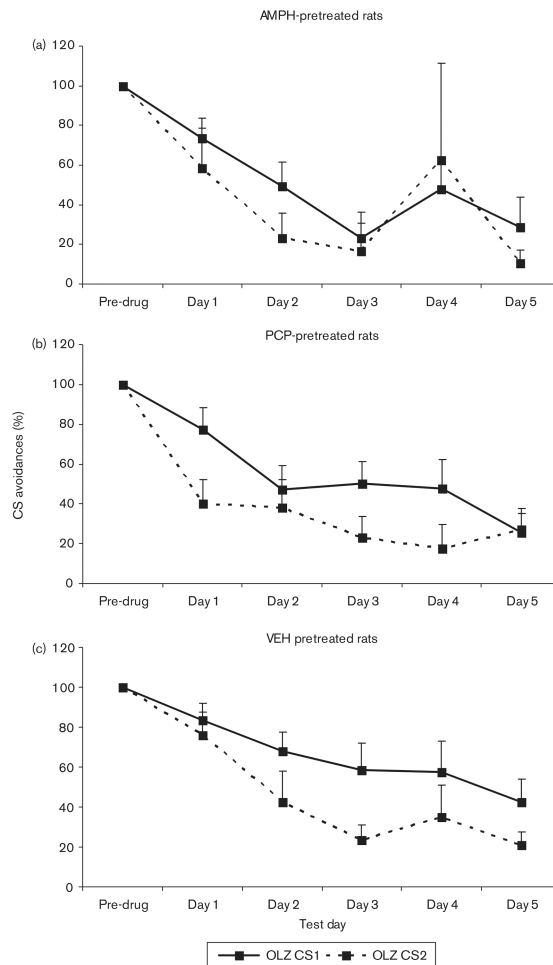 AMPH-pretreated rats
(a) 120
100
80
60
40
20
0
Pre-drug Day 1 Day 2 Day 3 Day 4 Day 5
PCP-pretreated rats
(b) 120
100
80
60
40
20
0
Pre-drug Day 1 Day 2 Day 3 Day 4 Day 5
CS avoidances (%)
VEH pretreated rats
(c) 120
100
80
60
40
20
0
Pre-drug Day 1 Day 2 Day 3 Day 4 Day 5
Test day
OLZ CS1 OLZ CS2